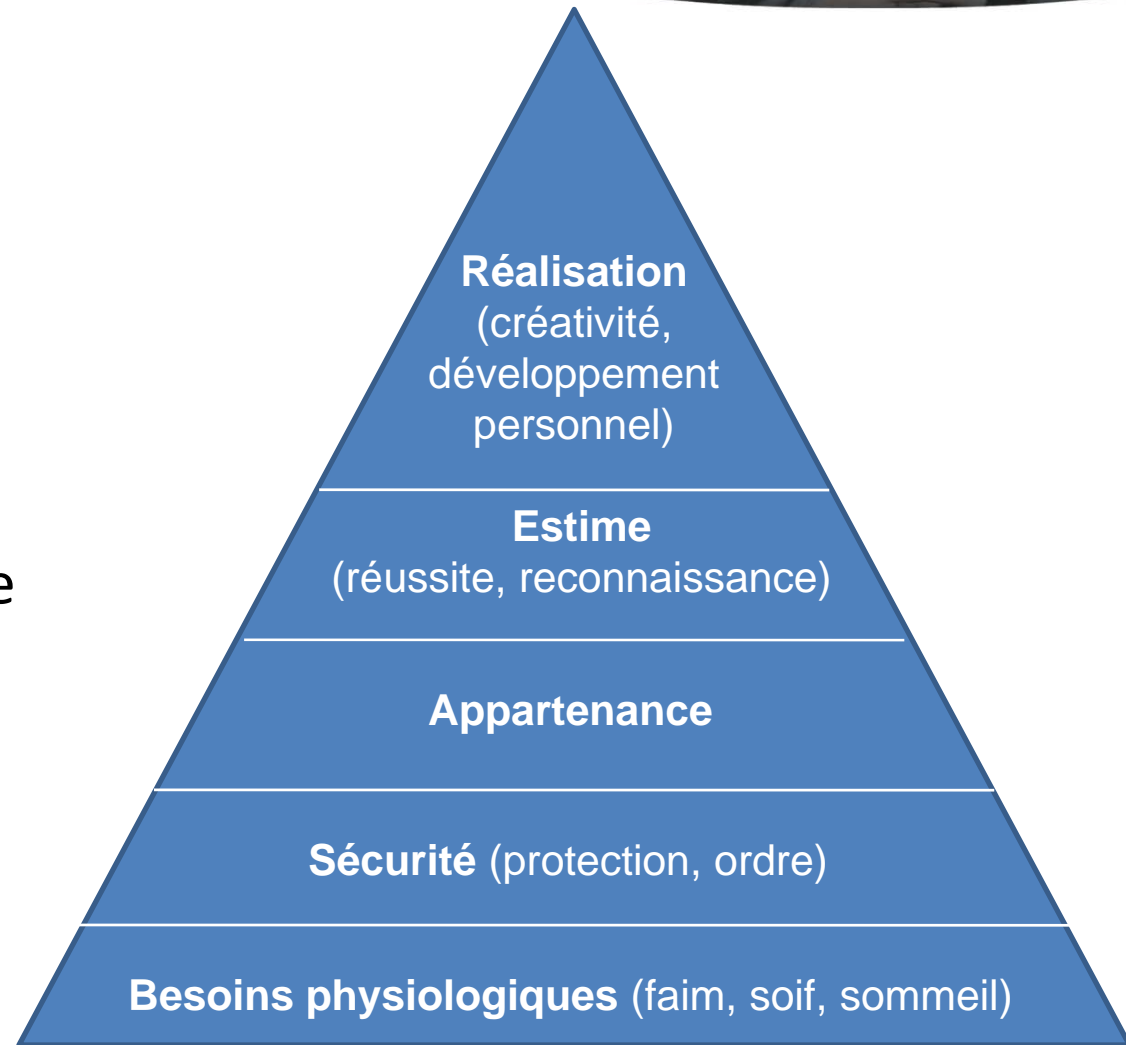 Réalisation
(créativité,
développement
personnel)
Estime
(réussite, reconnaissance)
e
Appartenance
Sécurité (protection, ordre)
Besoins physiologiques (faim, soif, sommeil)